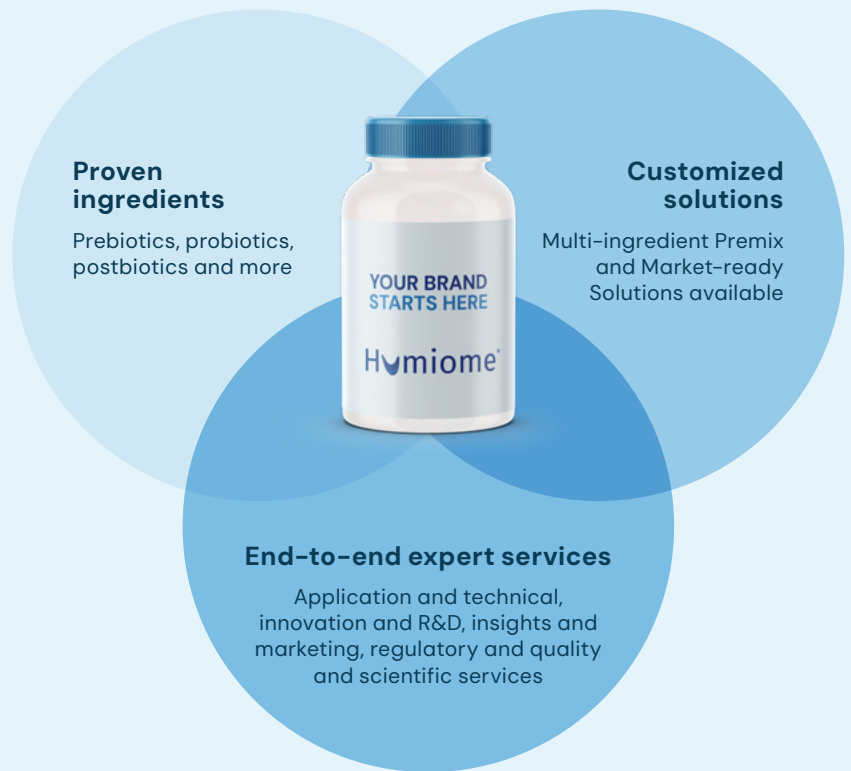 Proven
ingredients
Prebiotics, probiotics,
postbiotics and more
Customized
solutions
Multi-ingredient Premix
and Market-ready
Solutions available
YOUR BRAND
STARTS HERE
Humiome®
End-to-end expert services
Application and technical,
innovation and R&D, insights and
marketing, regulatory and quality
and scientific services